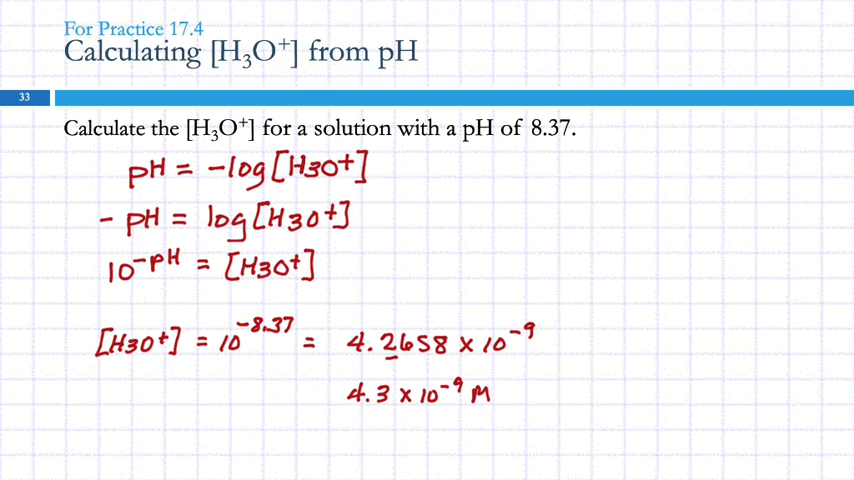 For Practice 17.4
Calculating [H₃O⁺] from pH
33
Calculate the [H₃O⁺] for a solution with a pH of 8.37.
pH = -log[H3O+]
- pH = log[H3O+]
10^-pH = [H3O+]
[H3O+] = 10^-8.37 = 4.2658 x 10^-9
4.3 x 10^-9 M